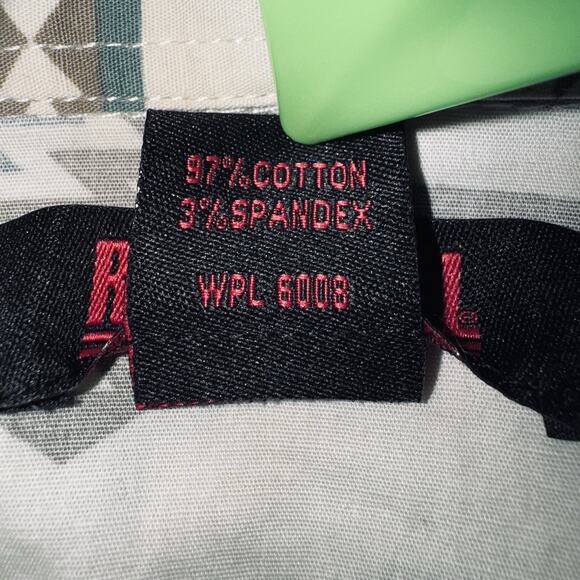 97% COTTON
3% SPANDEX
WPL 6008
R L ®